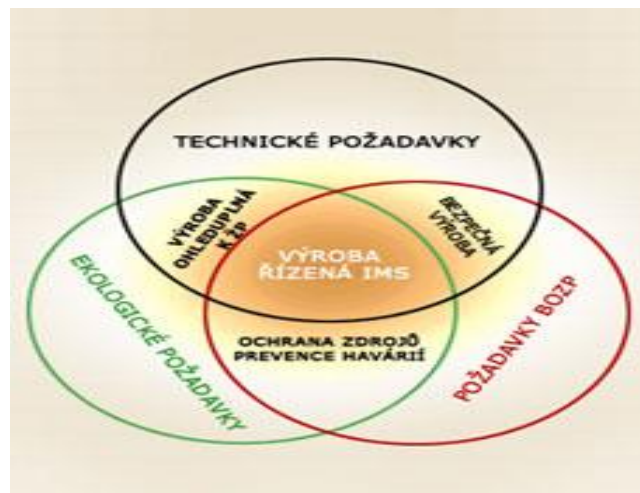 TECHNICKÉ POŽADAVKY
VÝROBA
OHLEDUPLNÁ
K ŽP
BEZPEČNÁ
VÝROBA
VÝROBA
ŘÍZENÁ IMS
EKOLOGICKÉ POŽADAVKY
OCHRANA ZDROJŮ
PREVENCE HAVÁRIÍ
POŽADAVKY BOZP